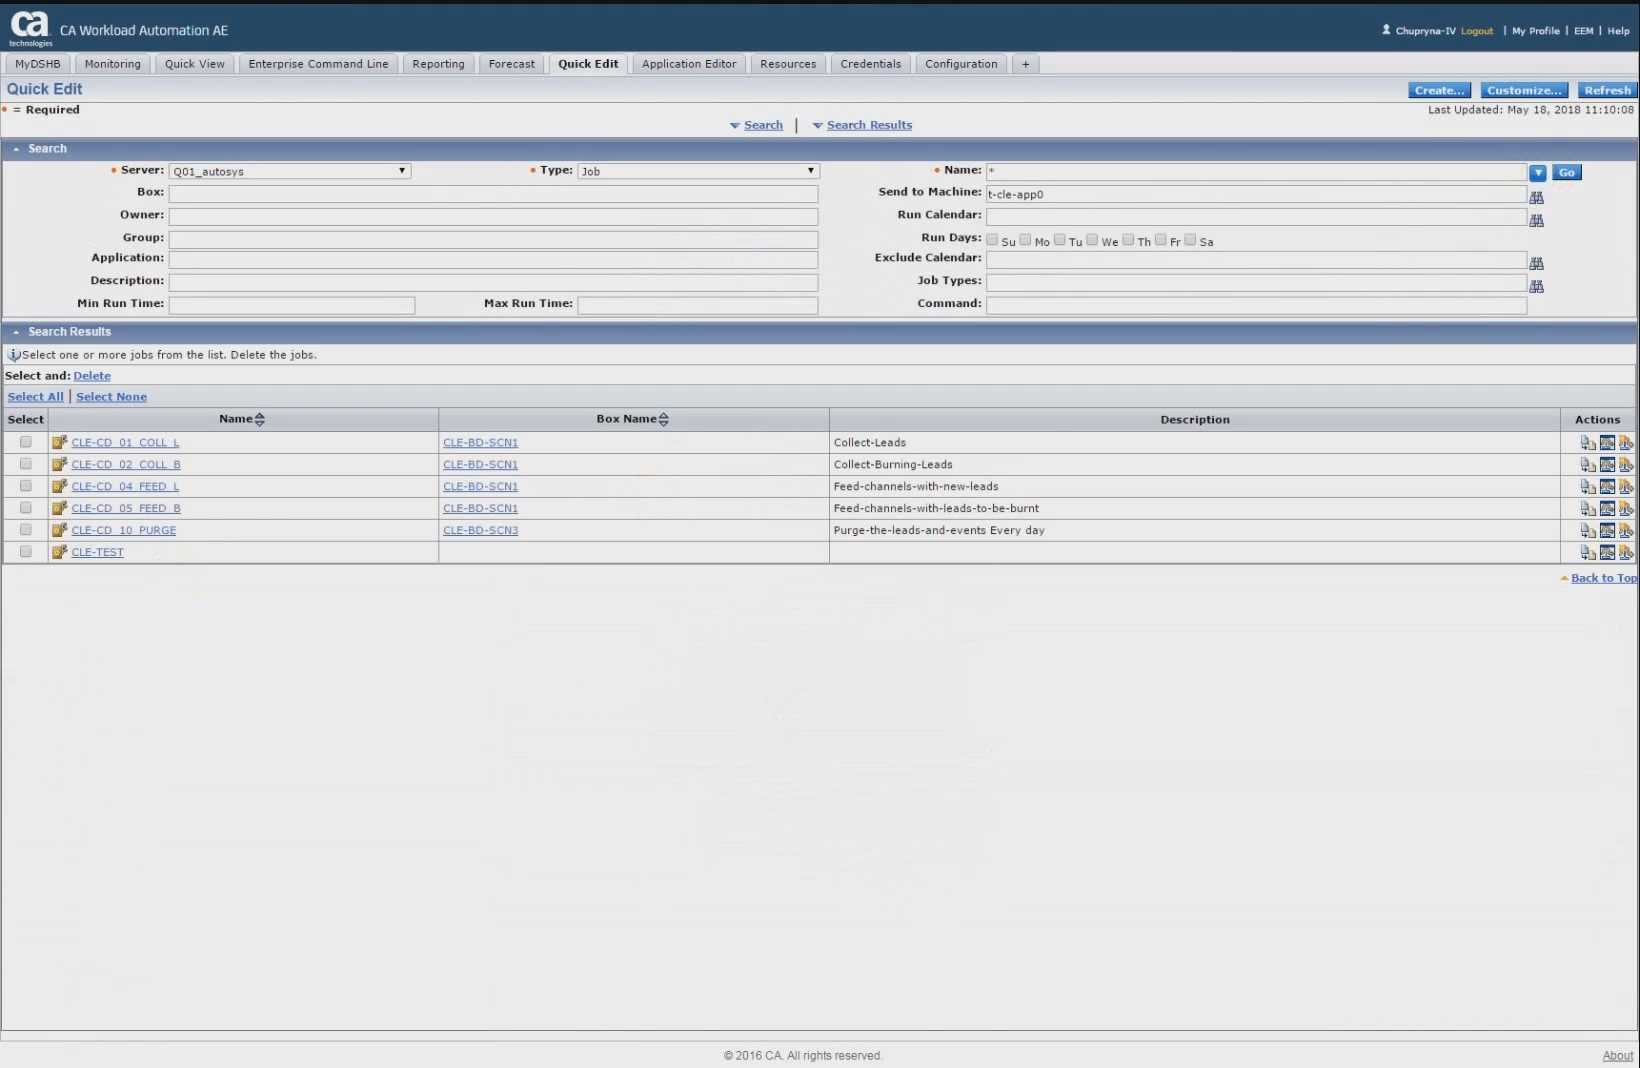 ca
technologies
CA Workload Automation AE
Chupryna-IV Logout | My Profile | EEM | Help
MyDSHB Monitoring Quick View Enterprise Command Line Reporting Forecast Quick Edit Application Editor Resources Credentials Configuration +
Quick Edit
Create... Customize... Refresh
= Required
Last Updated: May 18, 2018 11:10:08
Search | Search Results
Search
Server: Q01_autosys Type: Job Name: * Go
Box: Send to Machine: t-cle-app0
Owner: Run Calendar:
Group: Run Days: Su Mo Tu We Th Fr Sa
Application: Exclude Calendar:
Description: Job Types:
Min Run Time: Max Run Time: Command:
Search Results
Select one or more jobs from the list. Delete the jobs.
Select and: Delete
Select All | Select None
Select Name Box Name Description Actions
CLE-CD_01_COLL_L CLE-BD-SCN1 Collect-Leads
CLE-CD_02_COLL_B CLE-BD-SCN1 Collect-Burning-Leads
CLE-CD_04_FEED_L CLE-BD-SCN1 Feed-channels-with-new-leads
CLE-CD_05_FEED_B CLE-BD-SCN1 Feed-channels-with-leads-to-be-burnt
CLE-CD_10_PURGE CLE-BD-SCN3 Purge-the-leads-and-events Every day
CLE-TEST
Back to Top
© 2016 CA. All rights reserved.
About